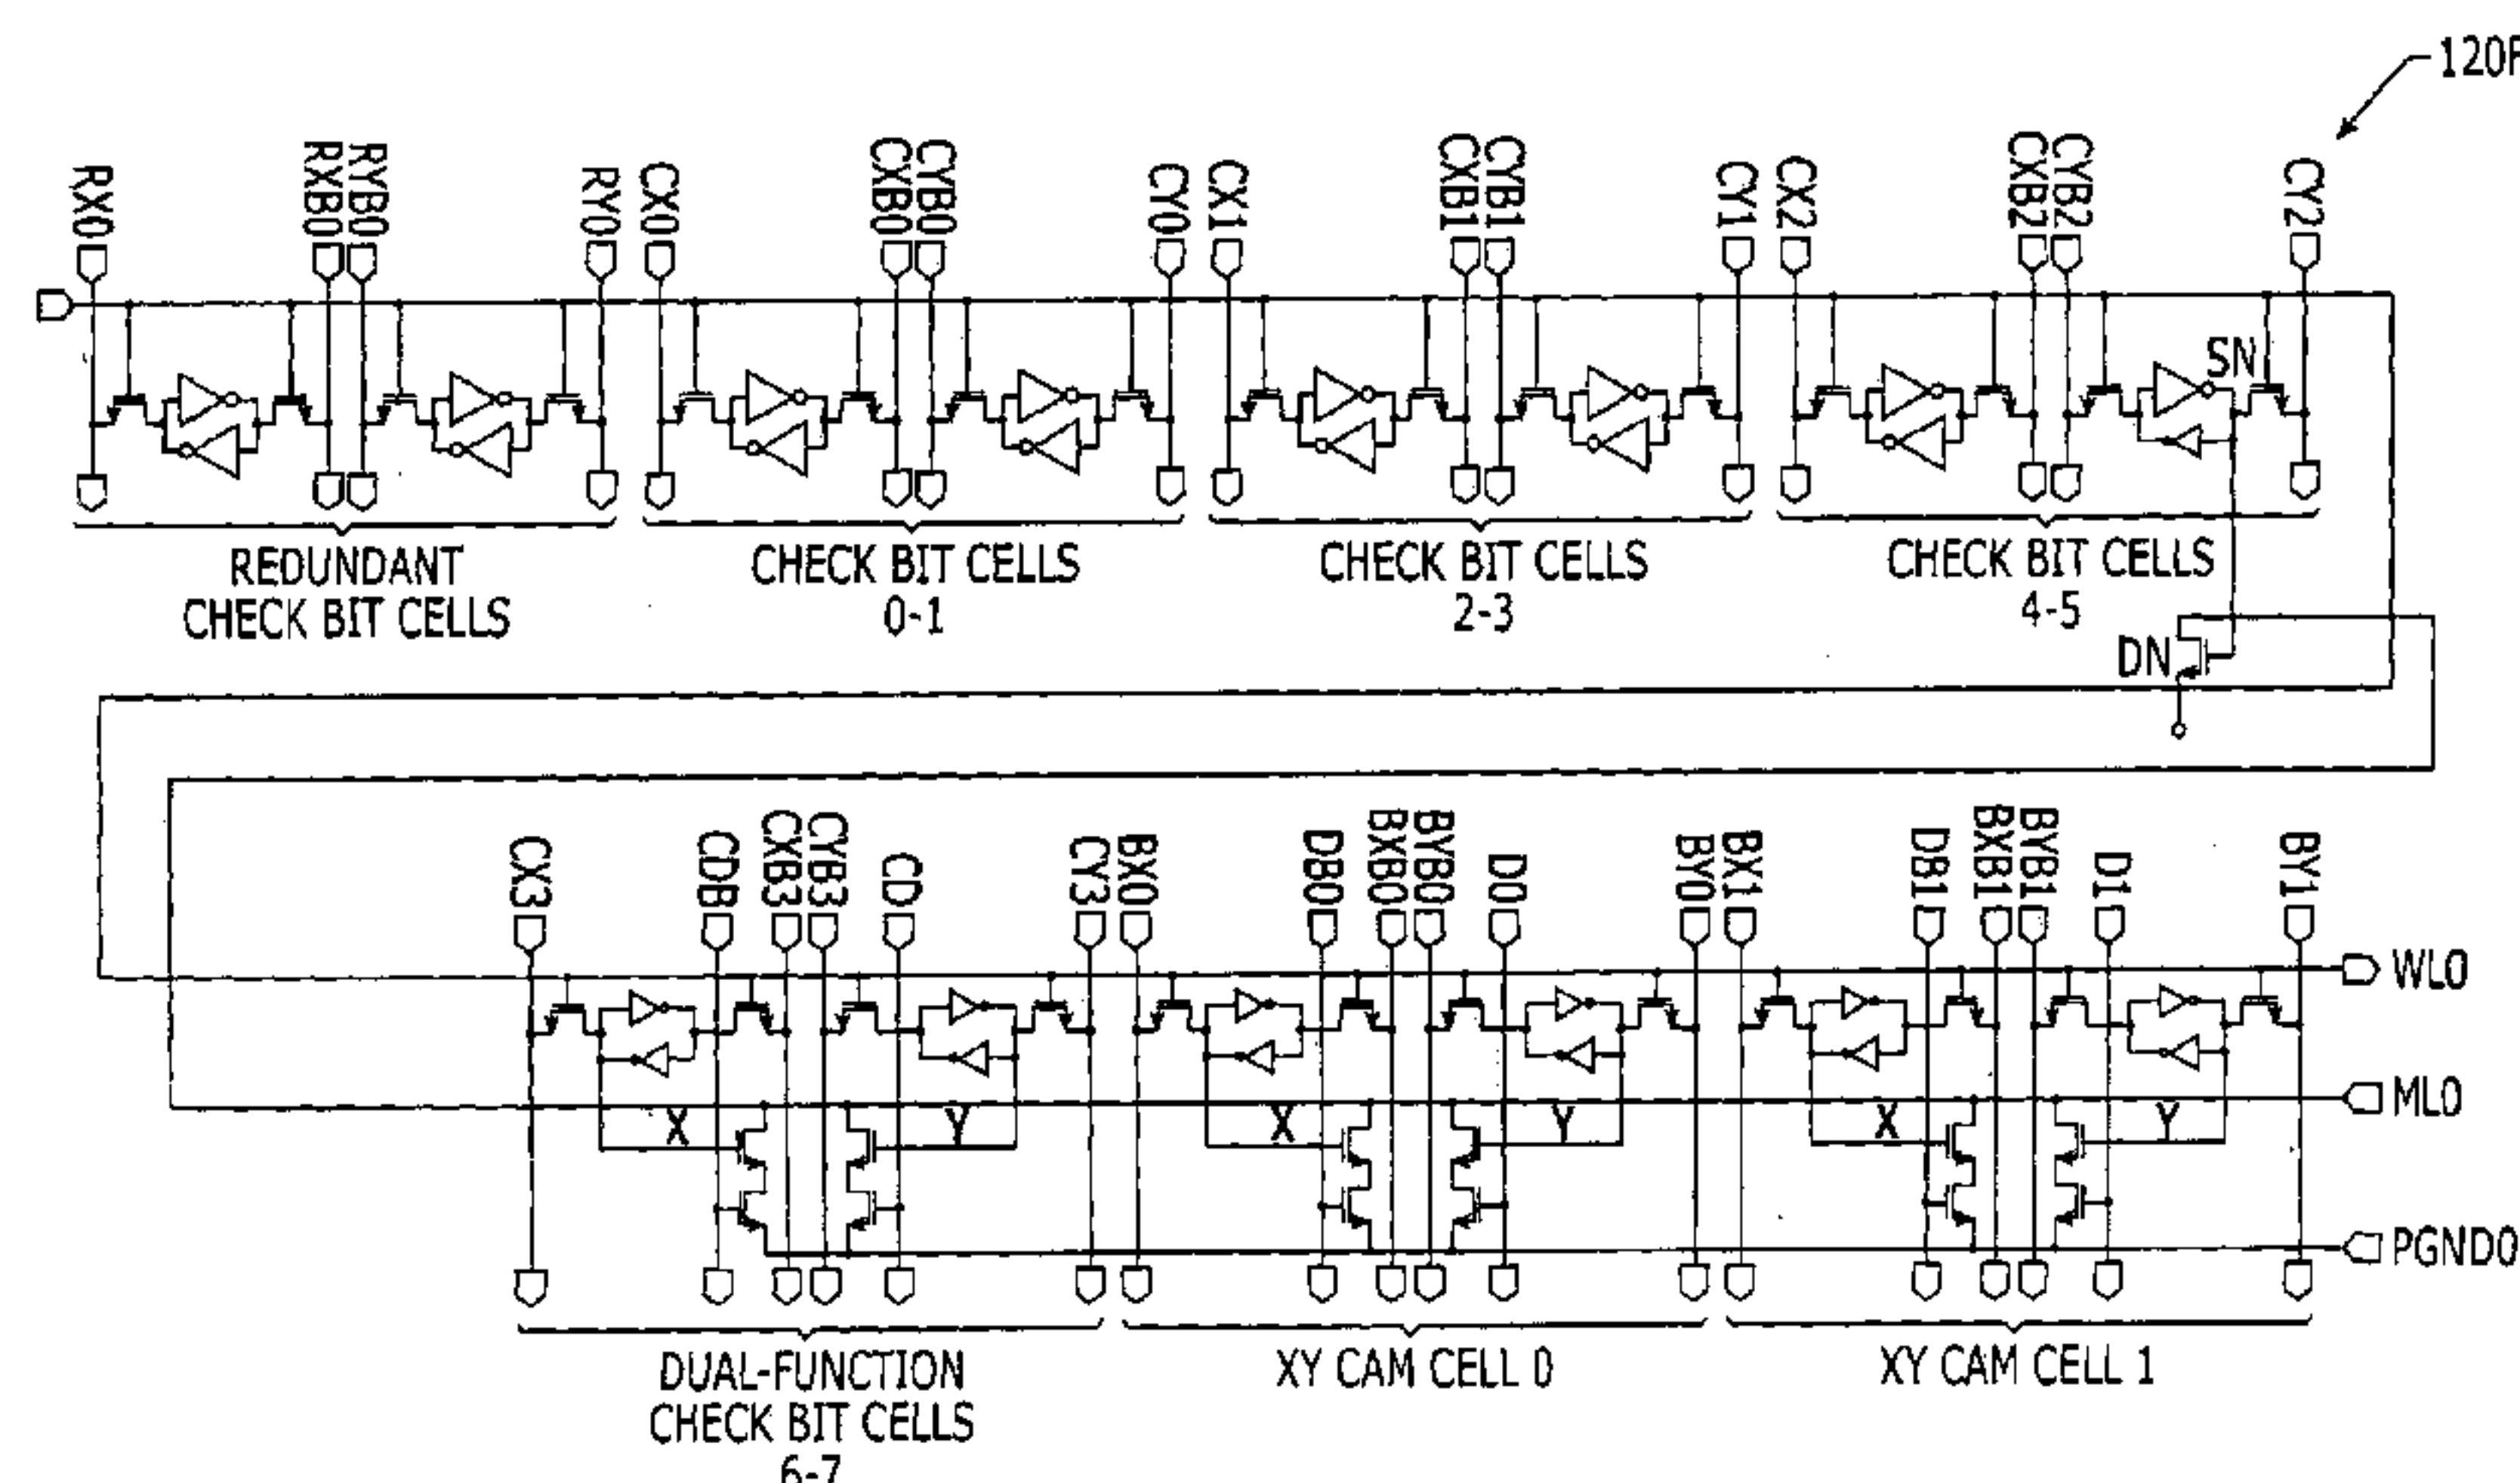 120F
RX0
RXB0
RYB0
RY0
CX0
CXB0
CYB0
CY0
CX1
CXB1
CYB1
CY1
CX2
CXB2
CYB2
CY2
SN
REDUNDANT
CHECK BIT CELLS
CHECK BIT CELLS
0-1
CHECK BIT CELLS
2-3
CHECK BIT CELLS
4-5
DN
CX3
CDB
CXB3
CYB3
CD
CY3
BX0
DB0
BXB0
BYB0
D0
BY0
BX1
DB1
BXB1
BYB1
D1
BY1
WL0
ML0
X
Y
X
Y
X
Y
PGND0
DUAL-FUNCTION
CHECK BIT CELLS
6-7
XY CAM CELL 0
XY CAM CELL 1